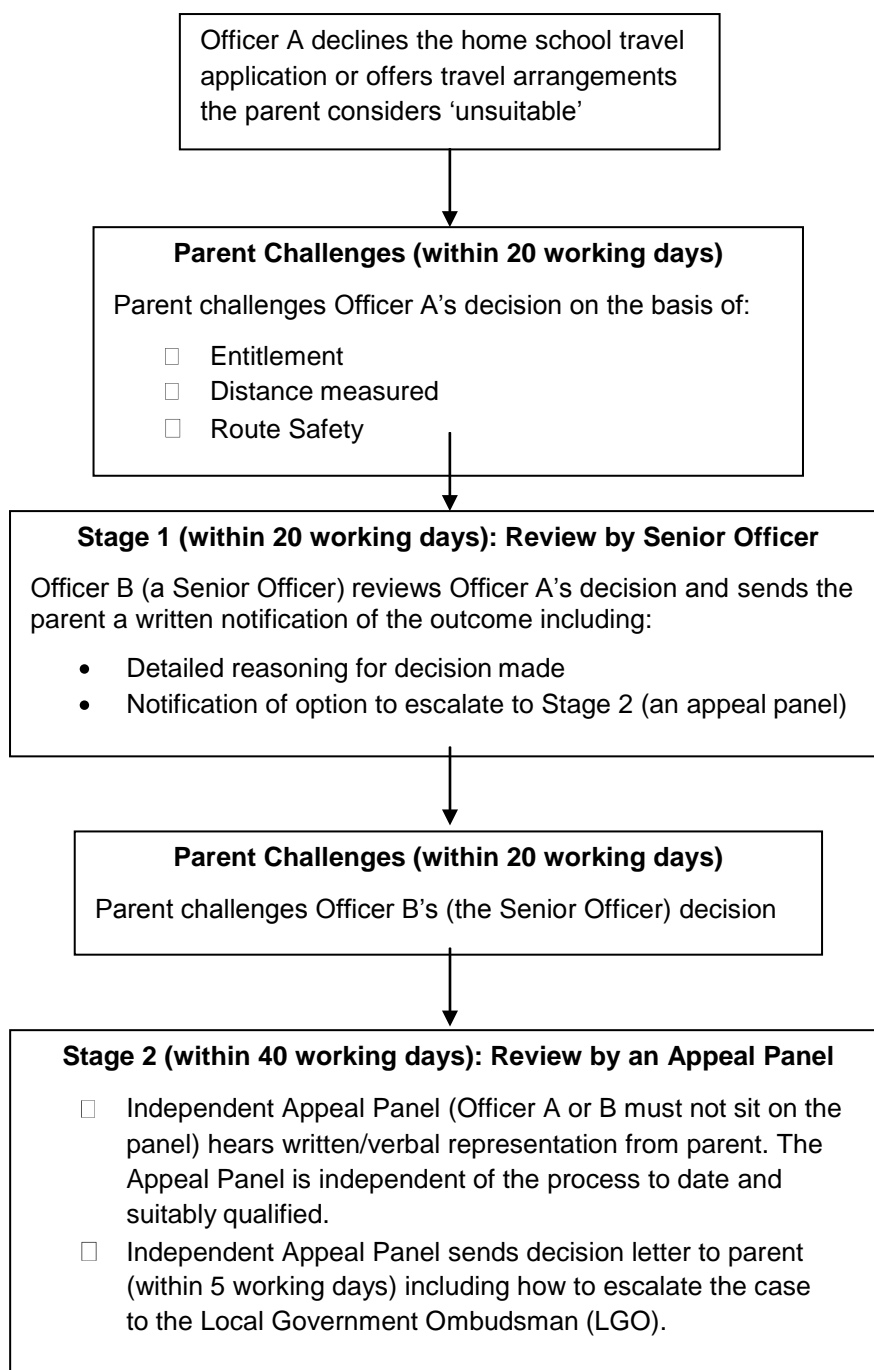 Officer A declines the home school travel
application or offers travel arrangements
the parent considers ‘unsuitable’
Parent Challenges (within 20 working days)
Parent challenges Officer A’s decision on the basis of:
Entitlement
Distance measured
Route Safety
Stage 1 (within 20 working days): Review by Senior Officer
Officer B (a Senior Officer) reviews Officer A’s decision and sends the
parent a written notification of the outcome including:
• Detailed reasoning for decision made
• Notification of option to escalate to Stage 2 (an appeal panel)
Parent Challenges (within 20 working days)
Parent challenges Officer B’s (the Senior Officer) decision
Stage 2 (within 40 working days): Review by an Appeal Panel
Independent Appeal Panel (Officer A or B must not sit on the
panel) hears written/verbal representation from parent. The
Appeal Panel is independent of the process to date and
suitably qualified.
Independent Appeal Panel sends decision letter to parent
(within 5 working days) including how to escalate the case
to the Local Government Ombudsman (LGO).